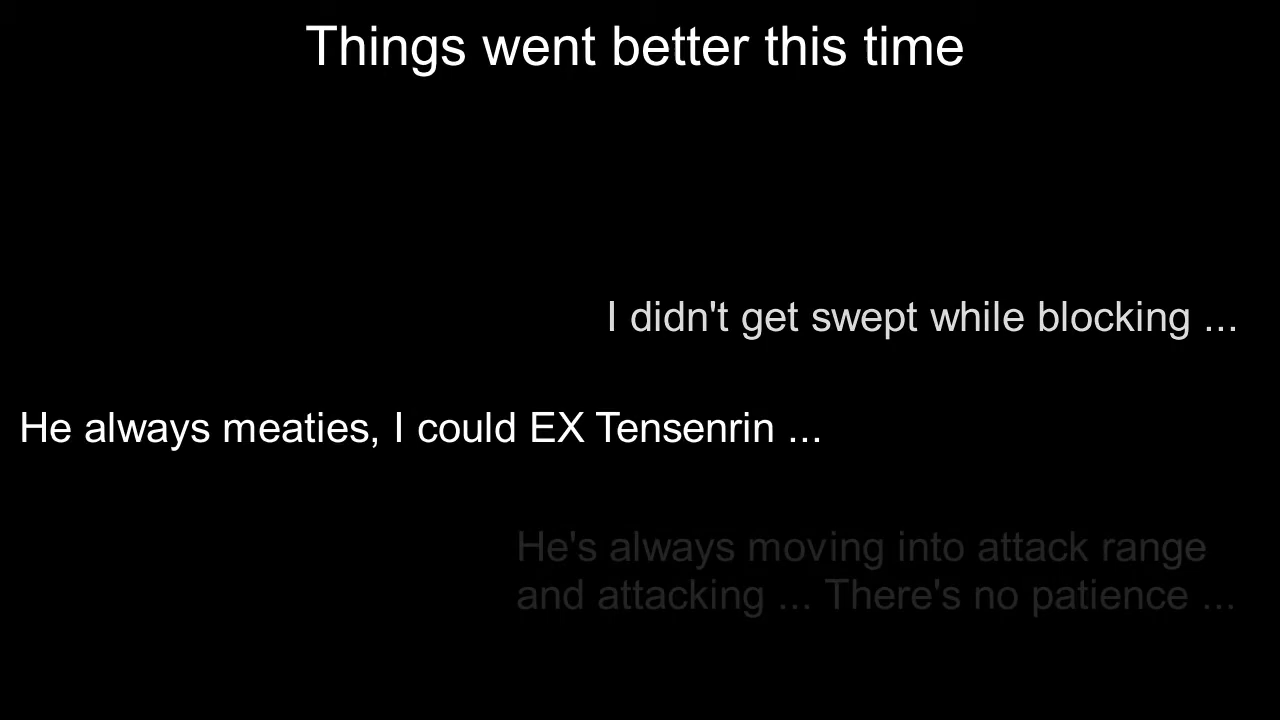 Things went better this time
I didn't get swept while blocking ...
He always meaties, I could EX Tensenrin ...
He's always moving into attack range
and attacking ... There's no patience ...